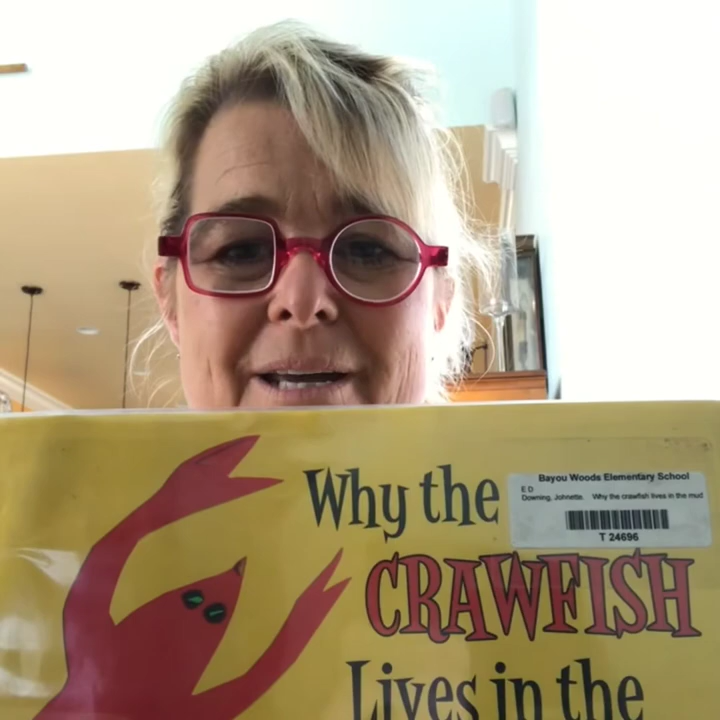 Why the
CRAWFISH
Lives in the
Bayou Woods Elementary School
E D
Downing, Johnette. Why the crawfish lives in the mud
T 24696